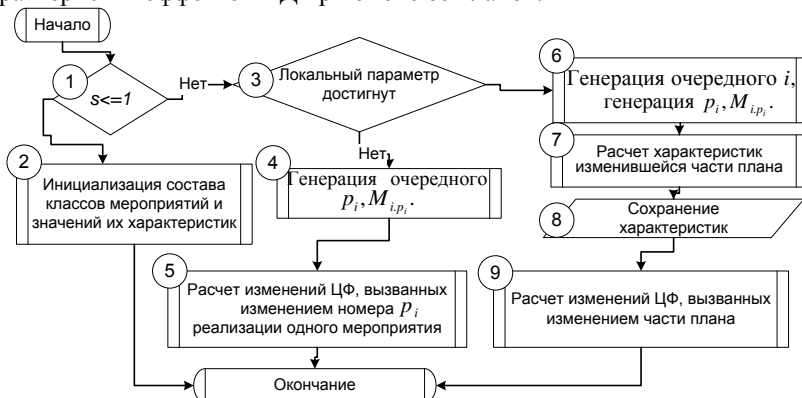 Начало
1
s<=1
Нет
3
Локальный параметр
достигнут
6
Генерация очередного i,
генерация p_i, M_{i,p_i}.
7
Расчет характеристик
изменившейся части плана
8
Сохранение
характеристик
2
Инициализация состава
классов мероприятий и
значений их характеристик
Нет
4
Генерация очередного
p_i, M_{i,p_i}.
5
Расчет изменений ЦФ, вызванных
изменением номера p_i
реализации одного мероприятия
9
Расчет изменений ЦФ, вызванных
изменением части плана
Окончание